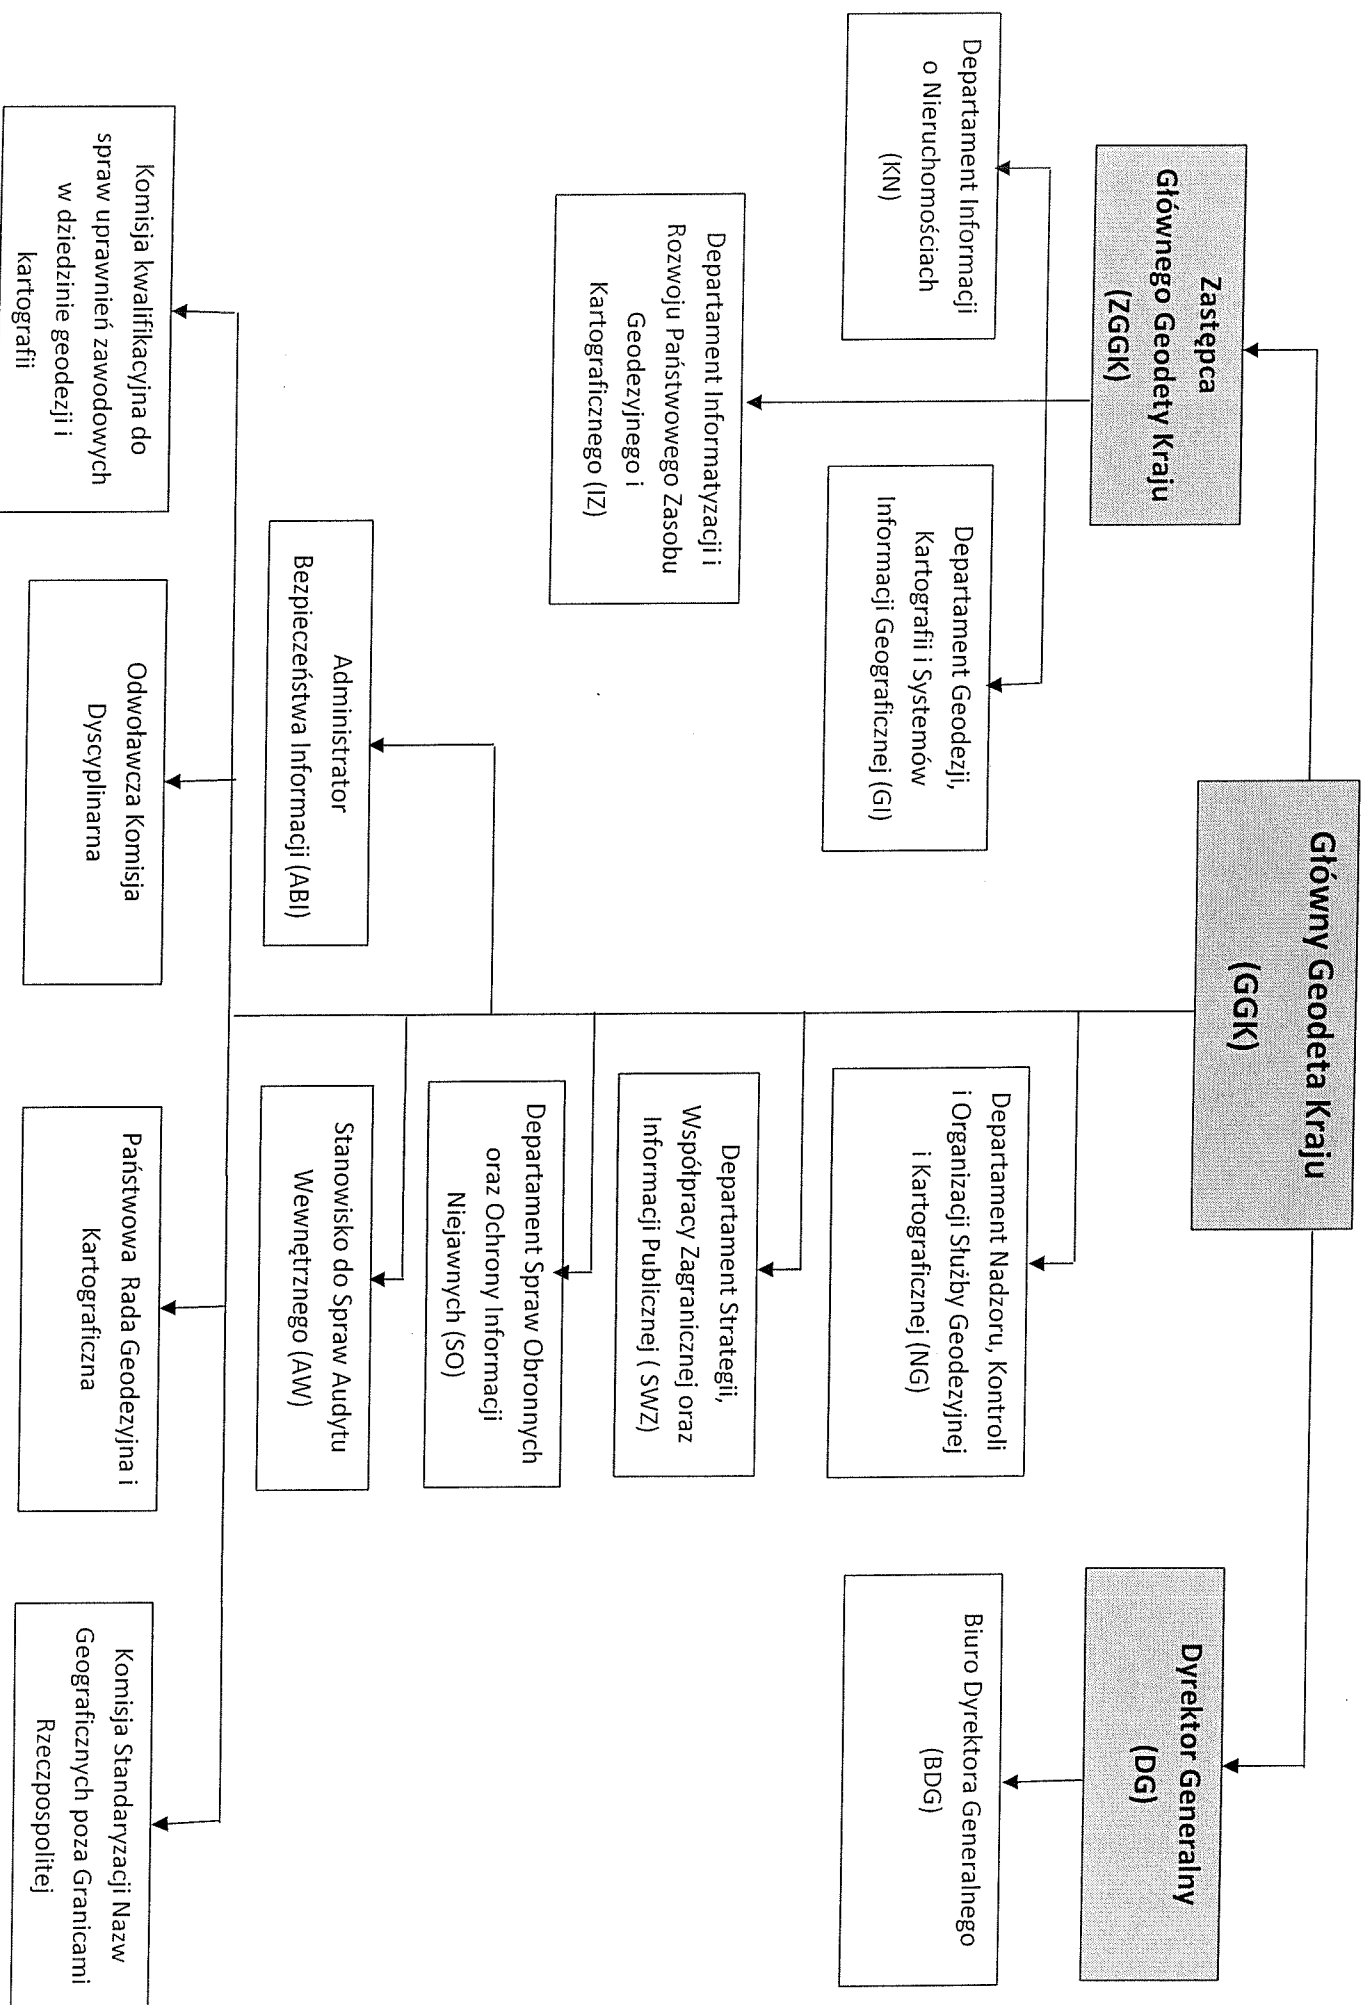 Główny Geodeta Kraju
(GGK)
Zastępca
Głównego Geodety Kraju
(ZGGK)
Dyrektor Generalny
(DG)
Departament Informacji
o Nieruchomościach
(KN)
Departament Geodezji,
Kartografii i Systemów
Informacji Geograficznej (GI)
Departament Nadzoru, Kontroli
i Organizacji Służby Geodezyjnej
i Kartograficznej (NG)
Biuro Dyrektora Generalnego
(BDG)
Departament Informatyzacji i
Rozwoju Państwowego Zasobu
Geodezyjnego i
Kartograficznego (IZ)
Departament Strategii,
Współpracy Zagranicznej oraz
Informacji Publicznej ( SWZ)
Departament Spraw Obronnych
oraz Ochrony Informacji
Niejawnych (SO)
Administrator
Bezpieczeństwa Informacji (ABI)
Stanowisko do Spraw Audytu
Wewnętrznego (AW)
Komisja kwalifikacyjna do
spraw uprawnień zawodowych
w dziedzinie geodezji i
kartografii
Odwoławcza Komisja
Dyscyplinarna
Państwowa Rada Geodezyjna i
Kartograficzna
Komisja Standaryzacji Nazw
Geograficznych poza Granicami
Rzeczpospolitej